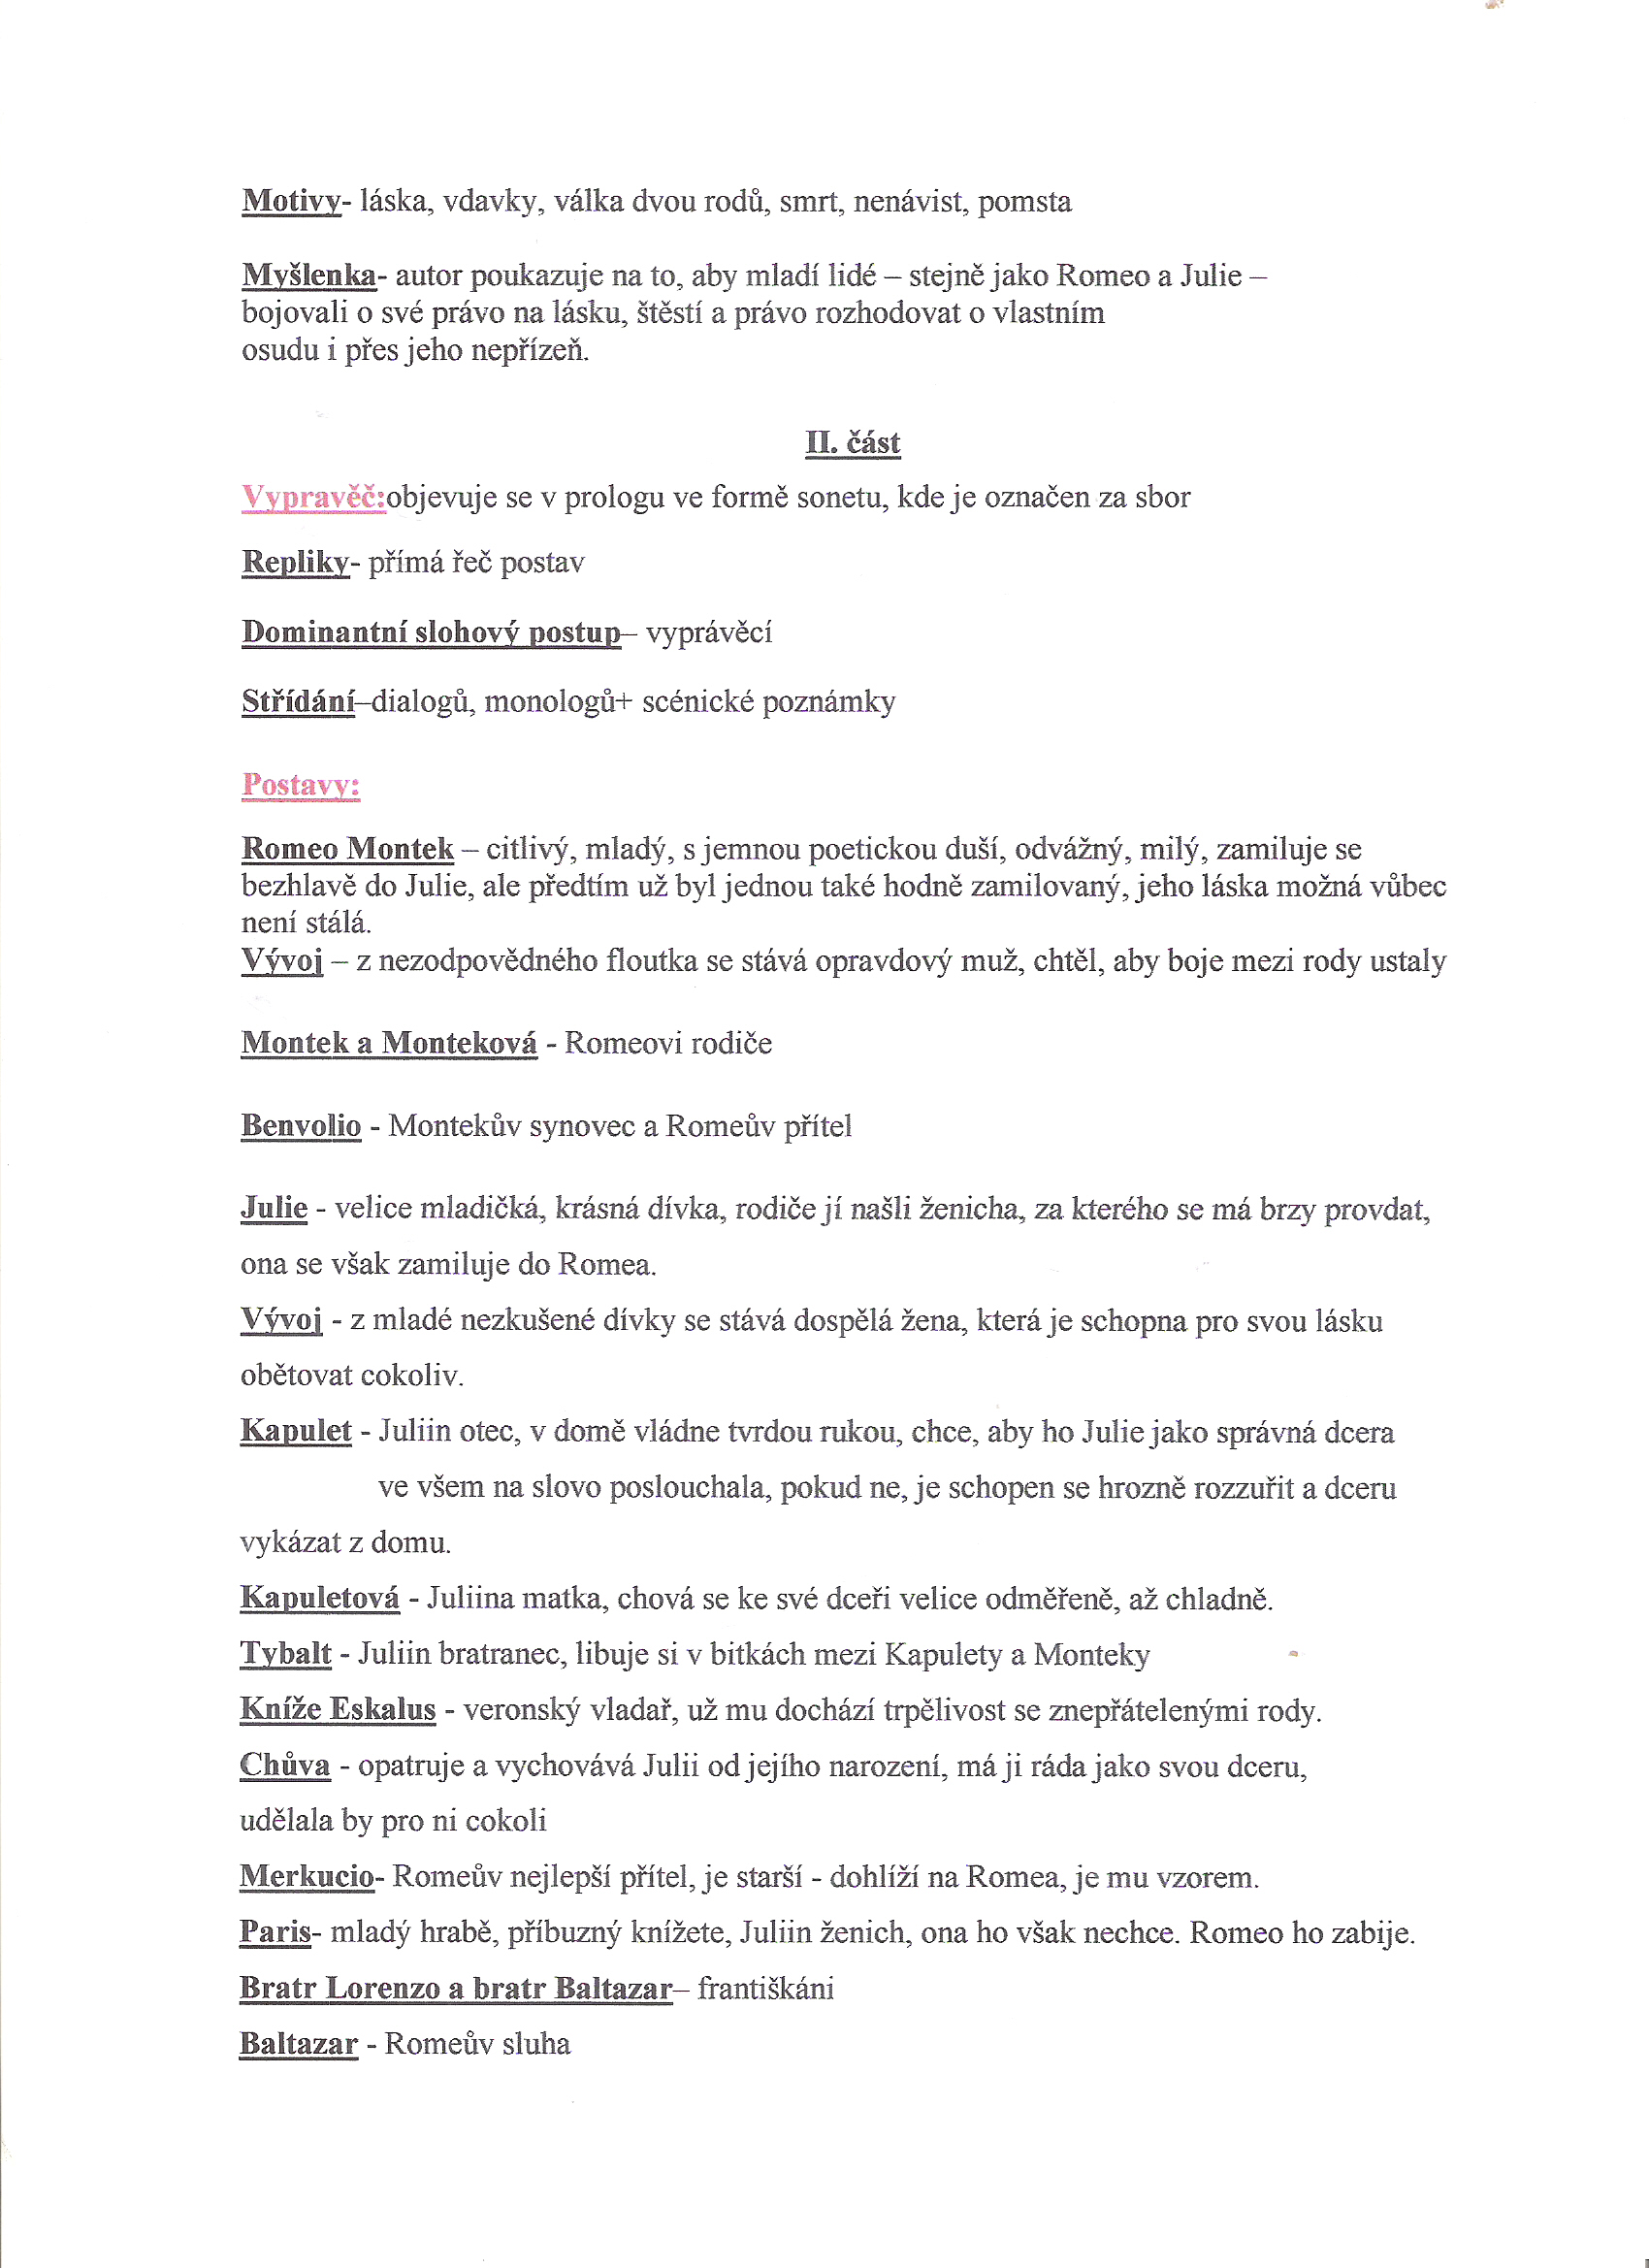 Motivy- láska, vdavky, válka dvou rodů, smrt, nenávist, pomsta
Myšlenka- autor poukazuje na to, aby mladí lidé – stejně jako Romeo a Julie –
bojovali o své právo na lásku, štěstí a právo rozhodovat o vlastním
osudu i přes jeho nepřízeň.
II. část
Vypravěč:objevuje se v prologu ve formě sonetu, kde je označen za sbor
Repliky- přímá řeč postav
Dominantní slohový postup– vyprávěcí
Střídání–dialogů, monologů+ scénické poznámky
Postavy:
Romeo Montek – citlivý, mladý, s jemnou poetickou duší, odvážný, milý, zamiluje se
bezhlavě do Julie, ale předtím už byl jednou také hodně zamilovaný, jeho láska možná vůbec
není stálá.
Vývoj – z nezodpovědného floutka se stává opravdový muž, chtěl, aby boje mezi rody ustaly
Montek a Monteková - Romeovi rodiče
Benvolio - Montekův synovec a Romeův přítel
Julie - velice mladičká, krásná dívka, rodiče jí našli ženicha, za kterého se má brzy provdat,
ona se však zamiluje do Romea.
Vývoj - z mladé nezkušené dívky se stává dospělá žena, která je schopna pro svou lásku
obětovat cokoliv.
Kapulet - Juliin otec, v domě vládne tvrdou rukou, chce, aby ho Julie jako správná dcera
ve všem na slovo poslouchala, pokud ne, je schopen se hrozně rozzuřit a dceru
vykázat z domu.
Kapuletová - Juliina matka, chová se ke své dceři velice odměřeně, až chladně.
Tybalt - Juliin bratranec, libuje si v bitkách mezi Kapulety a Monteky
Kníže Eskalus - veronský vladař, už mu dochází trpělivost se znepřátelenými rody.
Chůva - opatruje a vychovává Julii od jejího narození, má ji ráda jako svou dceru,
udělala by pro ni cokoli
Merkucio- Romeův nejlepší přítel, je starší - dohlíží na Romea, je mu vzorem.
Paris- mladý hrabě, příbuzný knížete, Juliin ženich, ona ho však nechce. Romeo ho zabije.
Bratr Lorenzo a bratr Baltazar– františkáni
Baltazar - Romeův sluha